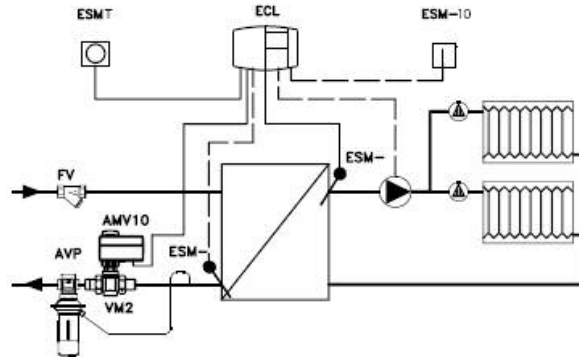 ESMT
ECL
ESM-10
ESM-
FV
AMV10
ESM-
AVP
VM2